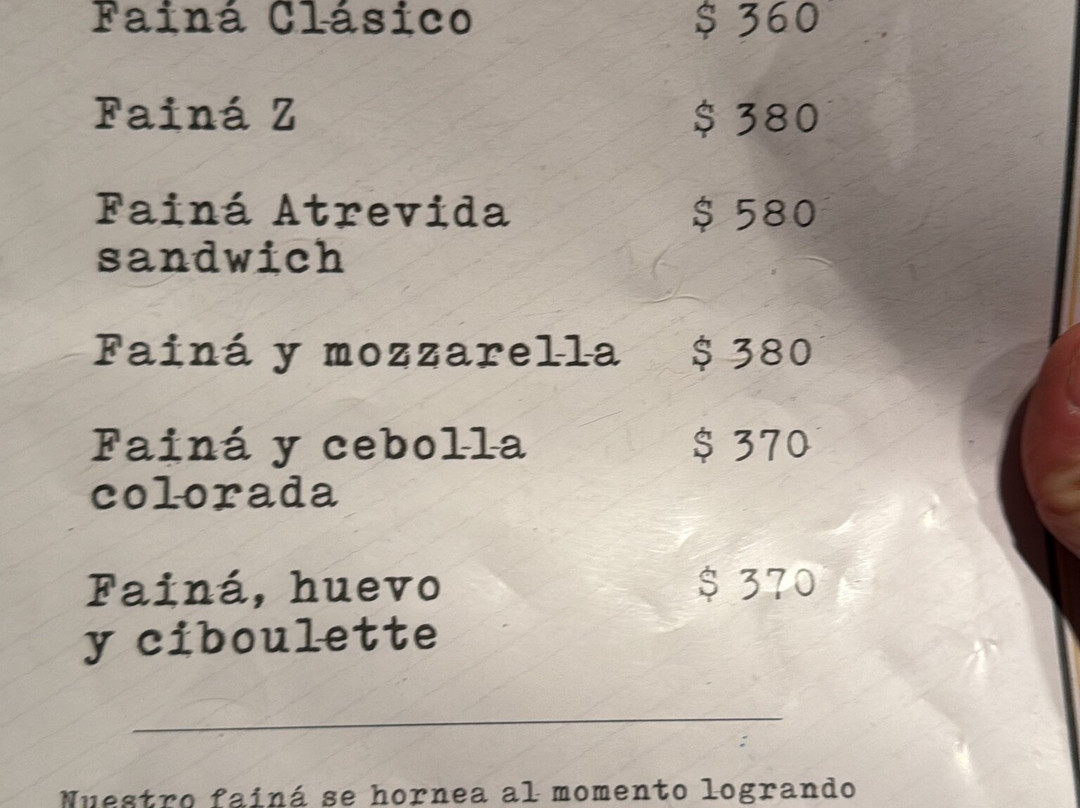 Fainá Clásico $ 360
Fainá Z $ 380
Fainá Atrevida $ 580
sandwich
Fainá y mozzarella $ 380
Fainá y cebolla $ 370
colorada
Fainá, huevo $ 370
y ciboulette
Nuestro fainá se hornea al momento logrando